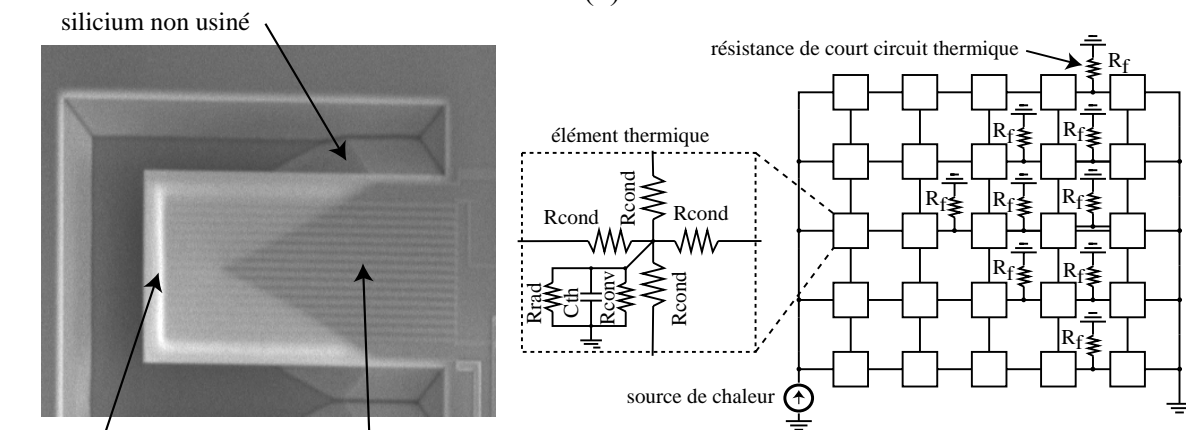 silicium non usiné
résistance de court circuit thermique
Rf
élément thermique
Rf
Rf
Rcond
Rcond
Rcond
Rf
Rf
Rf
Rrad
Cth
Rconv
Rcond
Rf
Rf
Rf
source de chaleur